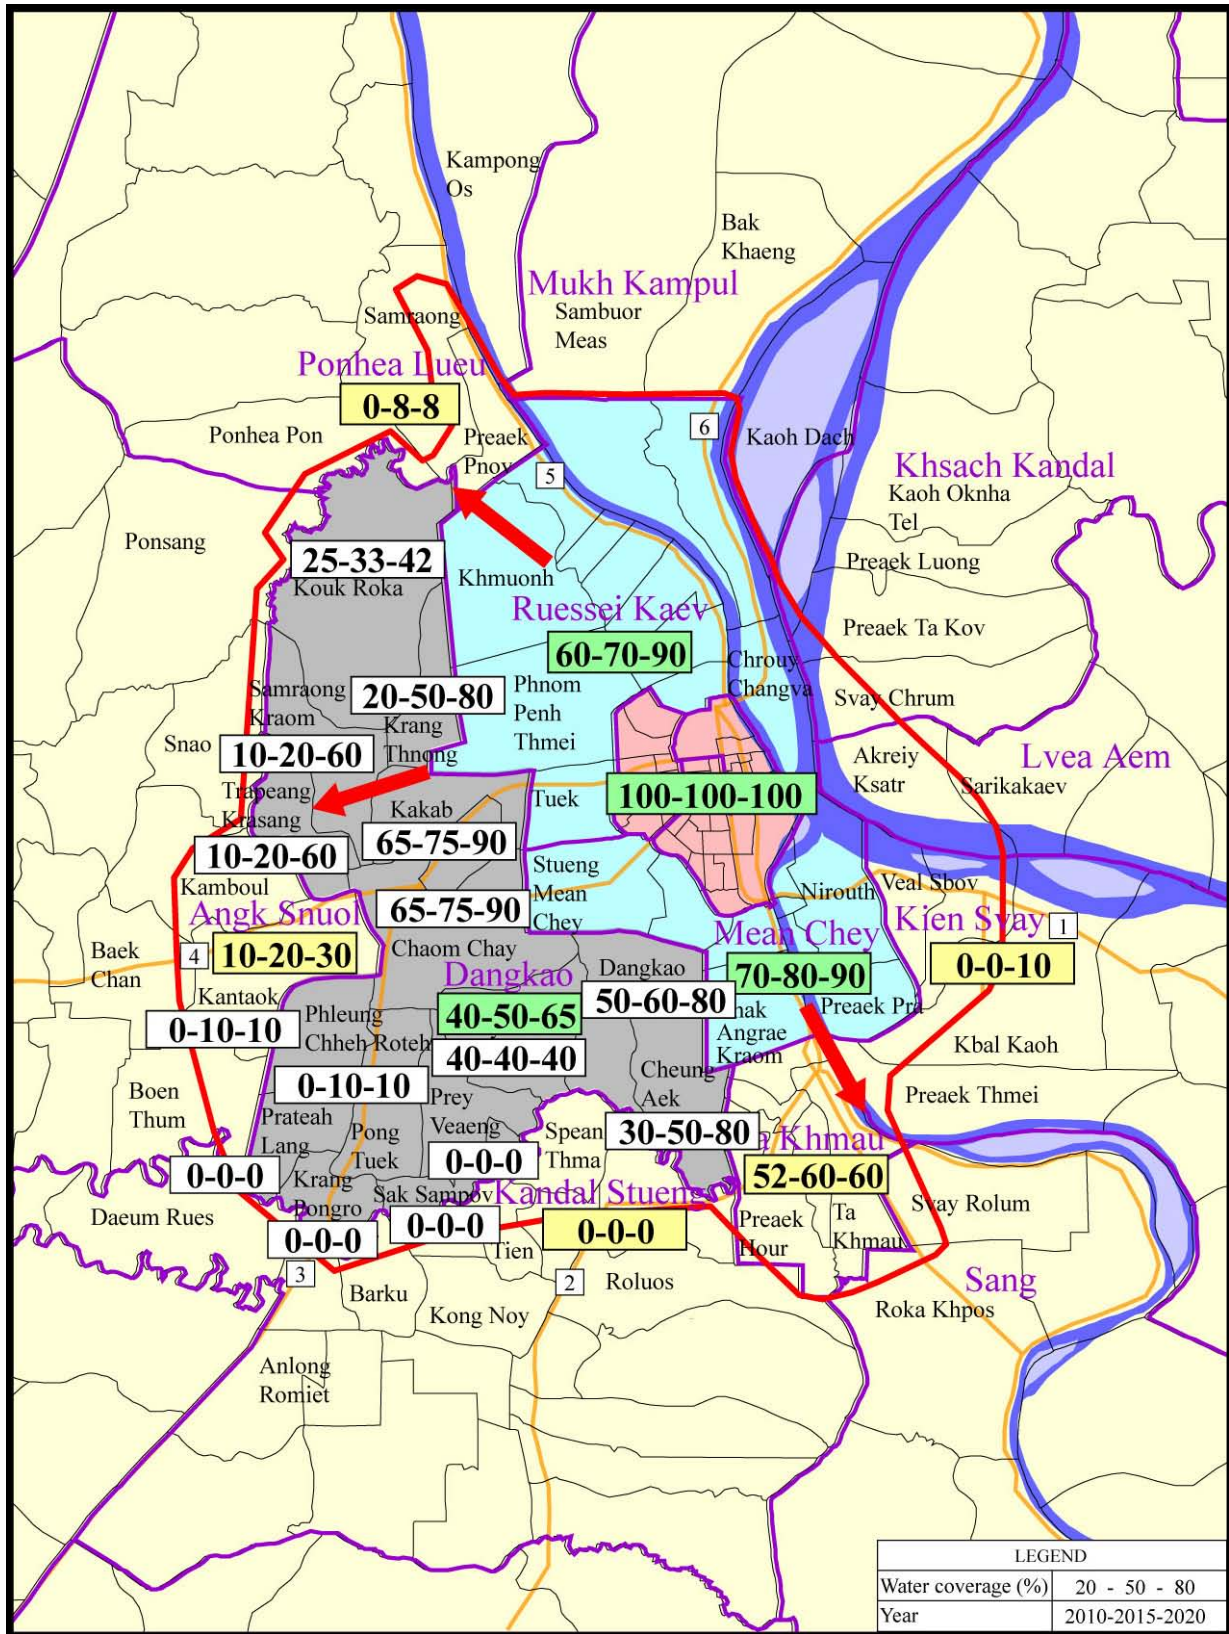 Kampong
Os
Bak
Khaeng
Mukh Kampul
Sambuor
Meas
Samraong
Ponhea Lueu
0-8-8
Ponhea Pon
Preaek
Pnov
6
Kaoh Dach
5
Khsach Kandal
Kaoh Oknha
Tel
Ponsang
25-33-42
Kouk Roka
Khmuonh
Preaek Luong
Ruessei Kaev
Preaek Ta Kov
60-70-90
Chrouy
Changva
Samraong
Kraom
20-50-80
Phnom
Penh
Thmei
Svay Chrum
Krang
Thnong
Snao
10-20-60
Akreiy
Ksatr
Lvea Aem
Sarikakaev
Trapeang
Krasang
Kakab
Tuek
100-100-100
65-75-90
10-20-60
Stueng
Mean
Chey
Kamboul
Nirouth
Veal Sbov
Angk Snuol
65-75-90
Kien Svay
1
Baek
Chan
4
10-20-30
Chaom Chay
Mean Chey
Dangkao
Dangkao
70-80-90
0-0-10
Kantaok
50-60-80
Preaek Pra
0-10-10
Phleung
Chheh Roteh
40-50-65
Angrae
Kraom
40-40-40
Kbal Kaoh
Boen
Thum
0-10-10
Prey
Veaeng
Cheung
Aek
Preaek Thmei
Prateah
Lang
Pong
Tuek
Spean
Thma
30-50-80
Khmau
0-0-0
0-0-0
52-60-60
Krang
Pongro
Sak Sampov
Kandal Stueng
Daeum Rues
0-0-0
0-0-0
Tien
0-0-0
Preaek
Hour
Ta
Khmau
Svay Rolum
3
2
Roluos
Sang
Barku
Kong Noy
Roka Khpos
Anlong
Romiet
LEGEND
Water coverage (%) 20 - 50 - 80
Year 2010-2015-2020